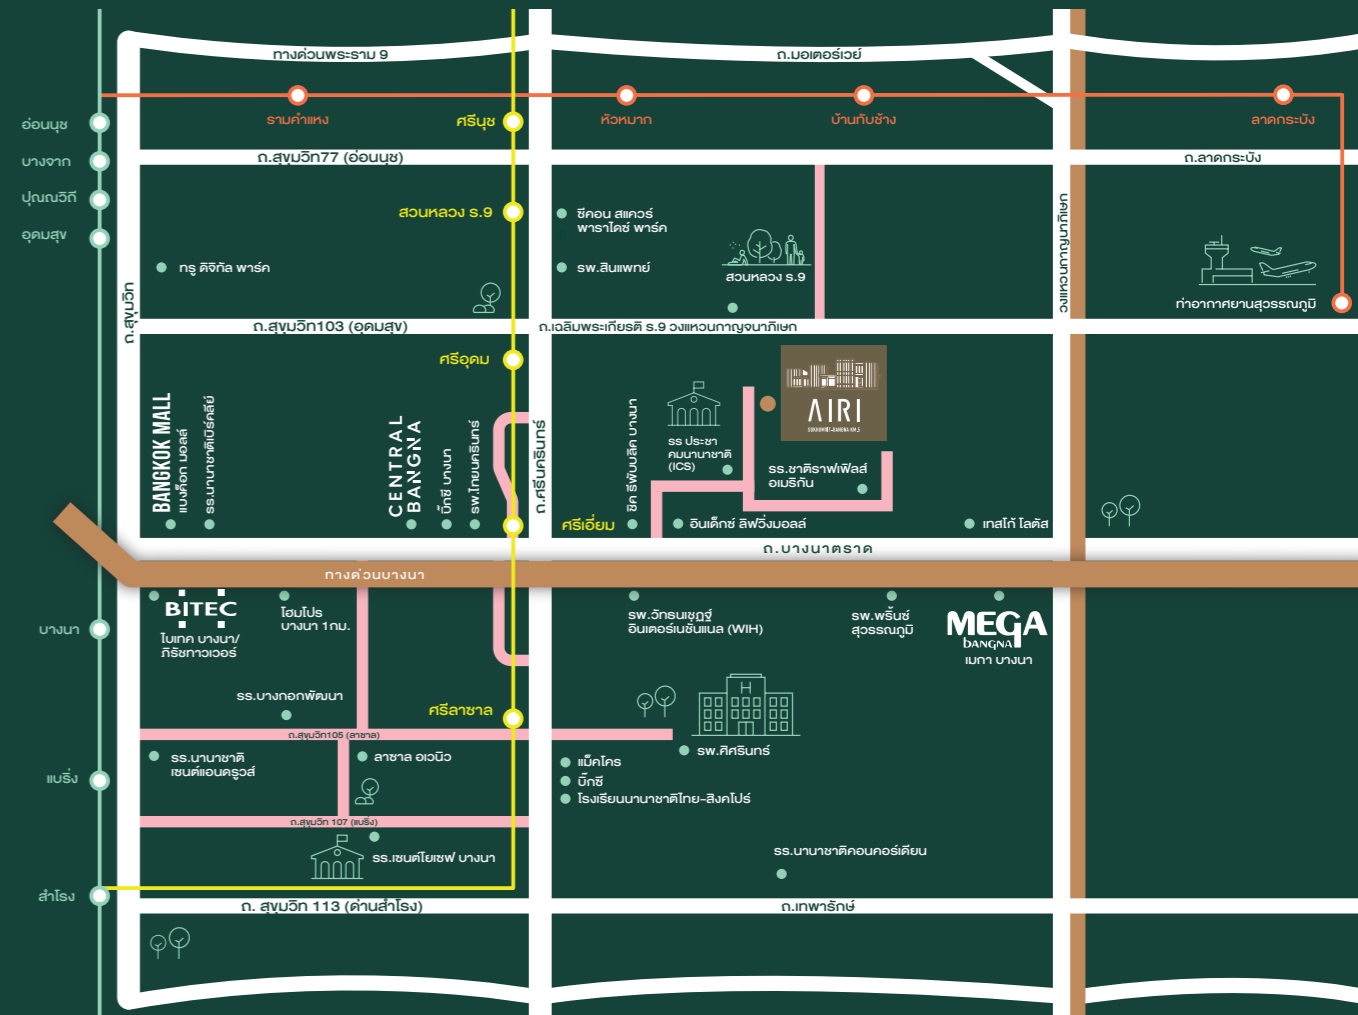 ทางด่วนพระราม 9
ถ.มอเตอร์เวย์
รามคำแหง
ศรีนุช
หัวหมาก
บ้านทับช้าง
ลาดกระบัง
อ่อนนุช
บางจาก
ปุณณวิถี
อุดมสุข
ถ.สุขุมวิท77 (อ่อนนุช)
ถ.ลาดกระบัง
สวนหลวง ร.9
ซีคอน สแควร์
พาราไดซ์ พาร์ค
รพ.สินแพทย์
สวนหลวง ร.9
ทรู ดิจิทัล พาร์ค
ถ.สุขุมวิท
วงแหวนกาญจนาภิเษก
ท่าอากาศยานสุวรรณภูมิ
ถ.สุขุมวิท103 (อุดมสุข)
ถ.เฉลิมพระเกียรติ ร.9 วงแหวนกาญจนาภิเษก
ศรีอุดม
BANGKOK MALL
แบงค็อก มอลล์
รร.นานาชาติเบิร์คลีย์
CENTRAL
BANGNA
บิ๊กซี บางนา
รพ.ไทยนครินทร์
ถ.ศรีนครินทร์
ศรีเอี่ยม
ชิค รีพับบลิค บางนา
รร ประชา
คมนานาชาติ
(ICS)
AIRI
SUKHUMVIT-BANGNA KM.5
รร.ชาติราฟเฟิลส์
อเมริกัน
อินเด็กซ์ ลิฟวิ่งมอลล์
เทสโก้ โลตัส
ถ.บางนาตราด
ทางด่วนบางนา
BITEC
ไบเทค บางนา/
ภิรัชทาวเวอร์
โฮมโปร
บางนา 1กม.
รพ.วิภธนเชฎฐ์
อินเตอร์เนชั่นแนล (WIH)
รพ.พริ้นซ์
สุวรรณภูมิ
MEGA
bANGNA
เมกา บางนา
บางนา
รร.บางกอกพัฒนา
ศรีลาซาล
ถ.สุขุมวิท105 (ลาซาล)
รร.นานาชาติ
เซนต์แอนดรูวส์
ลาซาล อเวนิว
H
รพ.ศิครินทร์
แม็คโคร
บิ๊กซี
โรงเรียนนานาชาติไทย-สิงคโปร์
แบริ่ง
ถ.สุขุมวิท 107 (แบริ่ง)
รร.เซนต์โยเซฟ บางนา
รร.นานาชาติคอนคอร์เดียน
สำโรง
ถ. สุขุมวิท 113 (ด่านสำโรง)
ถ.เทพารักษ์